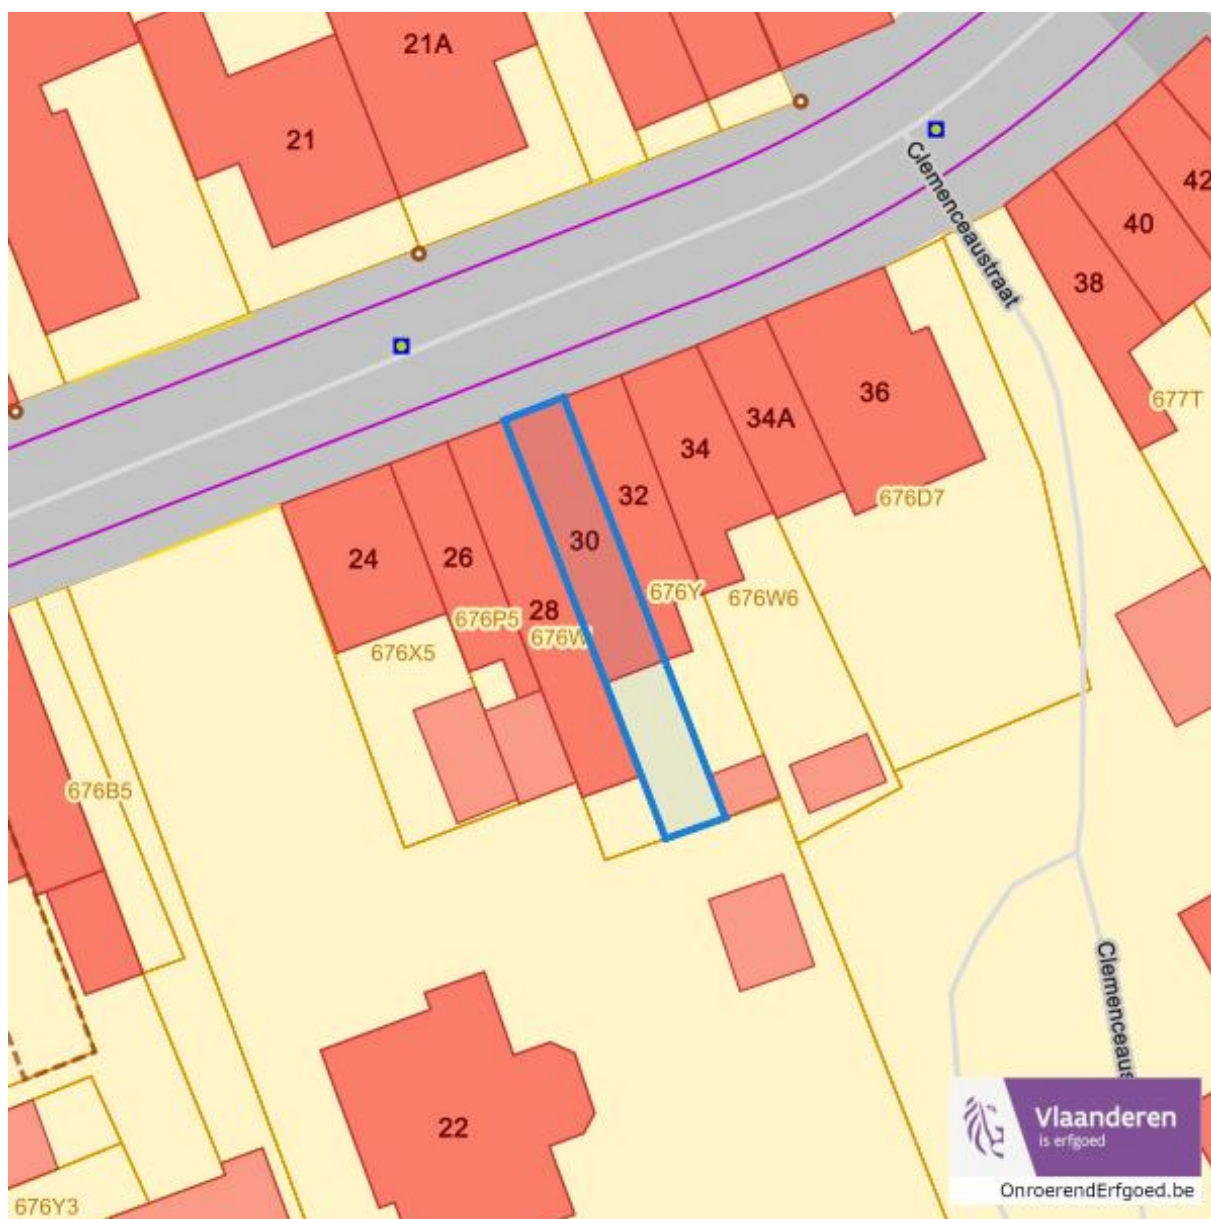 21A
21
42
40
38
Clemenceaustraat
36
677T
34A
34
32
676D7
30
24
26
676Y
676W6
28
676P5
676W
676X5
676B5
Clemenceaus
22
Vlaanderen
is erfgoed
OnroerendErfgoed.be
676Y3